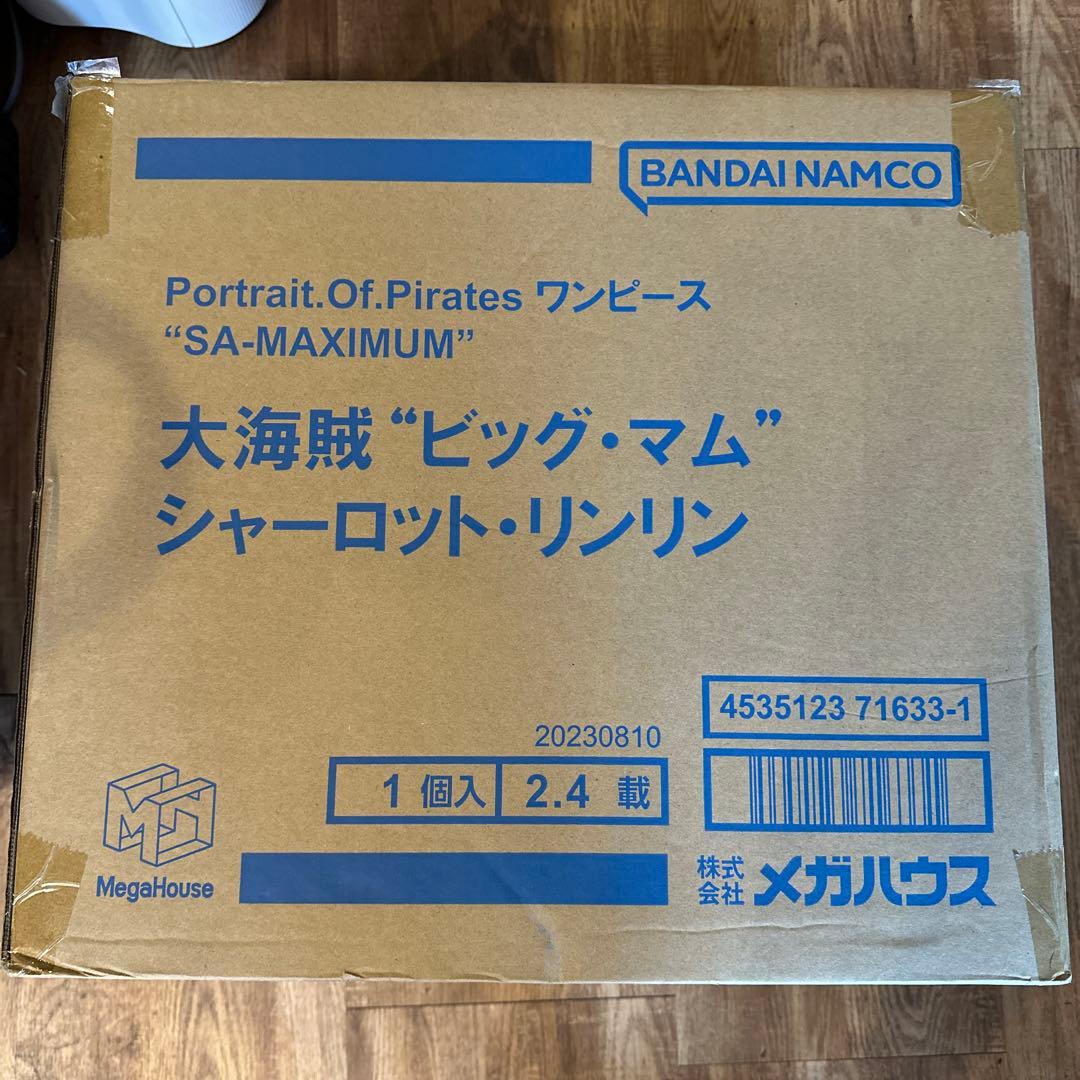 BANDAI NAMCO
Portrait.Of.Pirates ワンピース
“SA-MAXIMUM”
大海賊“ビッグ・マム”
シャーロット・リンリン
4535123 71633-1
20230810
1 個入 2.4 載
MG
MegaHouse
株式会社 メガハウス